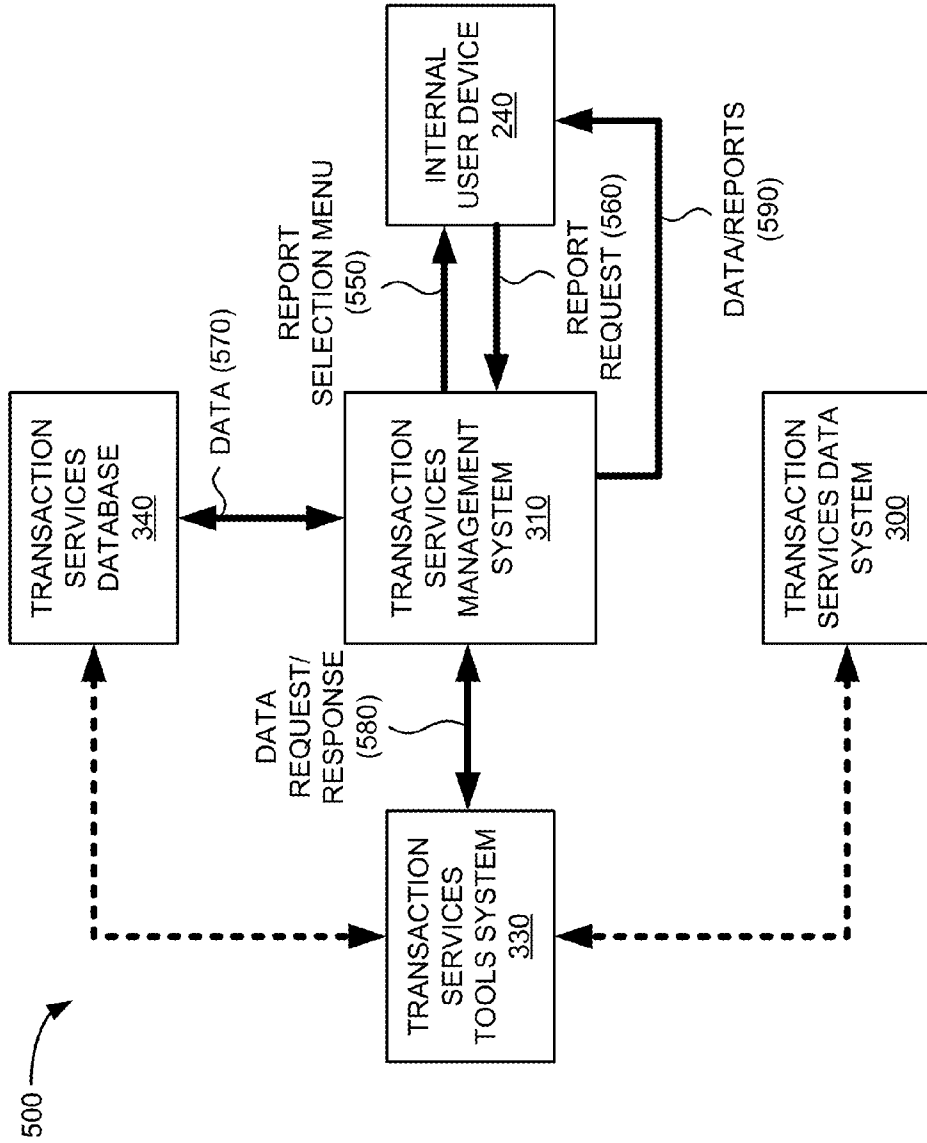 500
TRANSACTION
SERVICES
DATABASE
340
DATA (570)
TRANSACTION
SERVICES
TOOLS SYSTEM
330
DATA
REQUEST/
RESPONSE
(580)
TRANSACTION
SERVICES
MANAGEMENT
SYSTEM
310
REPORT
SELECTION MENU
(550)
INTERNAL
USER DEVICE
240
REPORT
REQUEST (560)
DATA/REPORTS
(590)
TRANSACTION
SERVICES DATA
SYSTEM
300